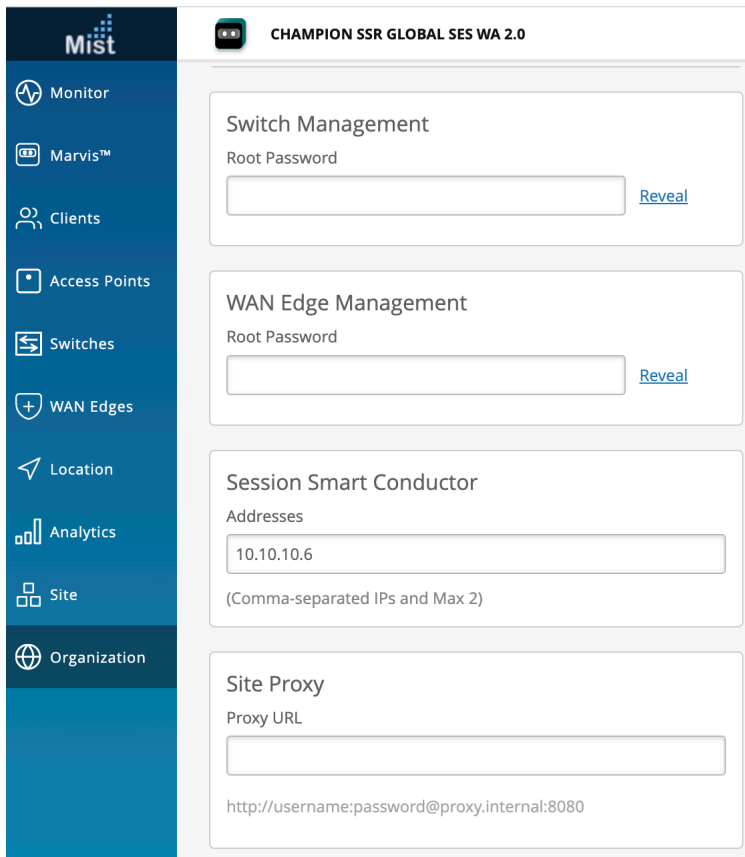 Mist
CHAMPION SSR GLOBAL SES WA 2.0
Monitor
Marvis™
Clients
Access Points
Switches
WAN Edges
Location
Analytics
Site
Organization
Switch Management
Root Password
Reveal
WAN Edge Management
Root Password
Reveal
Session Smart Conductor
Addresses
10.10.10.6
(Comma-separated IPs and Max 2)
Site Proxy
Proxy URL
http://username:password@proxy.internal:8080